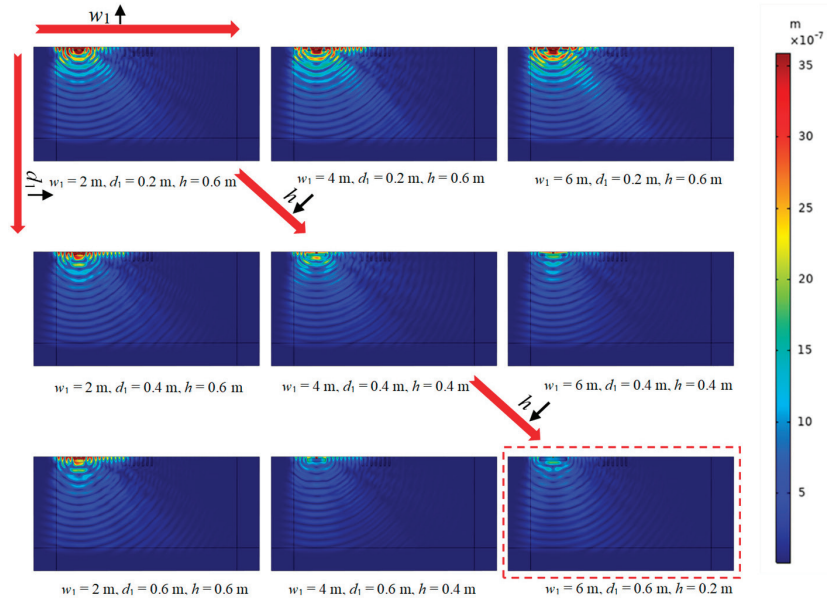 w₁
m
×10⁻⁷
35
30
25
20
15
10
5
w₁ = 2 m, d₁ = 0.2 m, h = 0.6 m
w₁ = 4 m, d₁ = 0.2 m, h = 0.6 m
w₁ = 6 m, d₁ = 0.2 m, h = 0.6 m
d₁
h
w₁ = 2 m, d₁ = 0.4 m, h = 0.6 m
w₁ = 4 m, d₁ = 0.4 m, h = 0.4 m
w₁ = 6 m, d₁ = 0.4 m, h = 0.4 m
h
w₁ = 2 m, d₁ = 0.6 m, h = 0.6 m
w₁ = 4 m, d₁ = 0.6 m, h = 0.4 m
w₁ = 6 m, d₁ = 0.6 m, h = 0.2 m